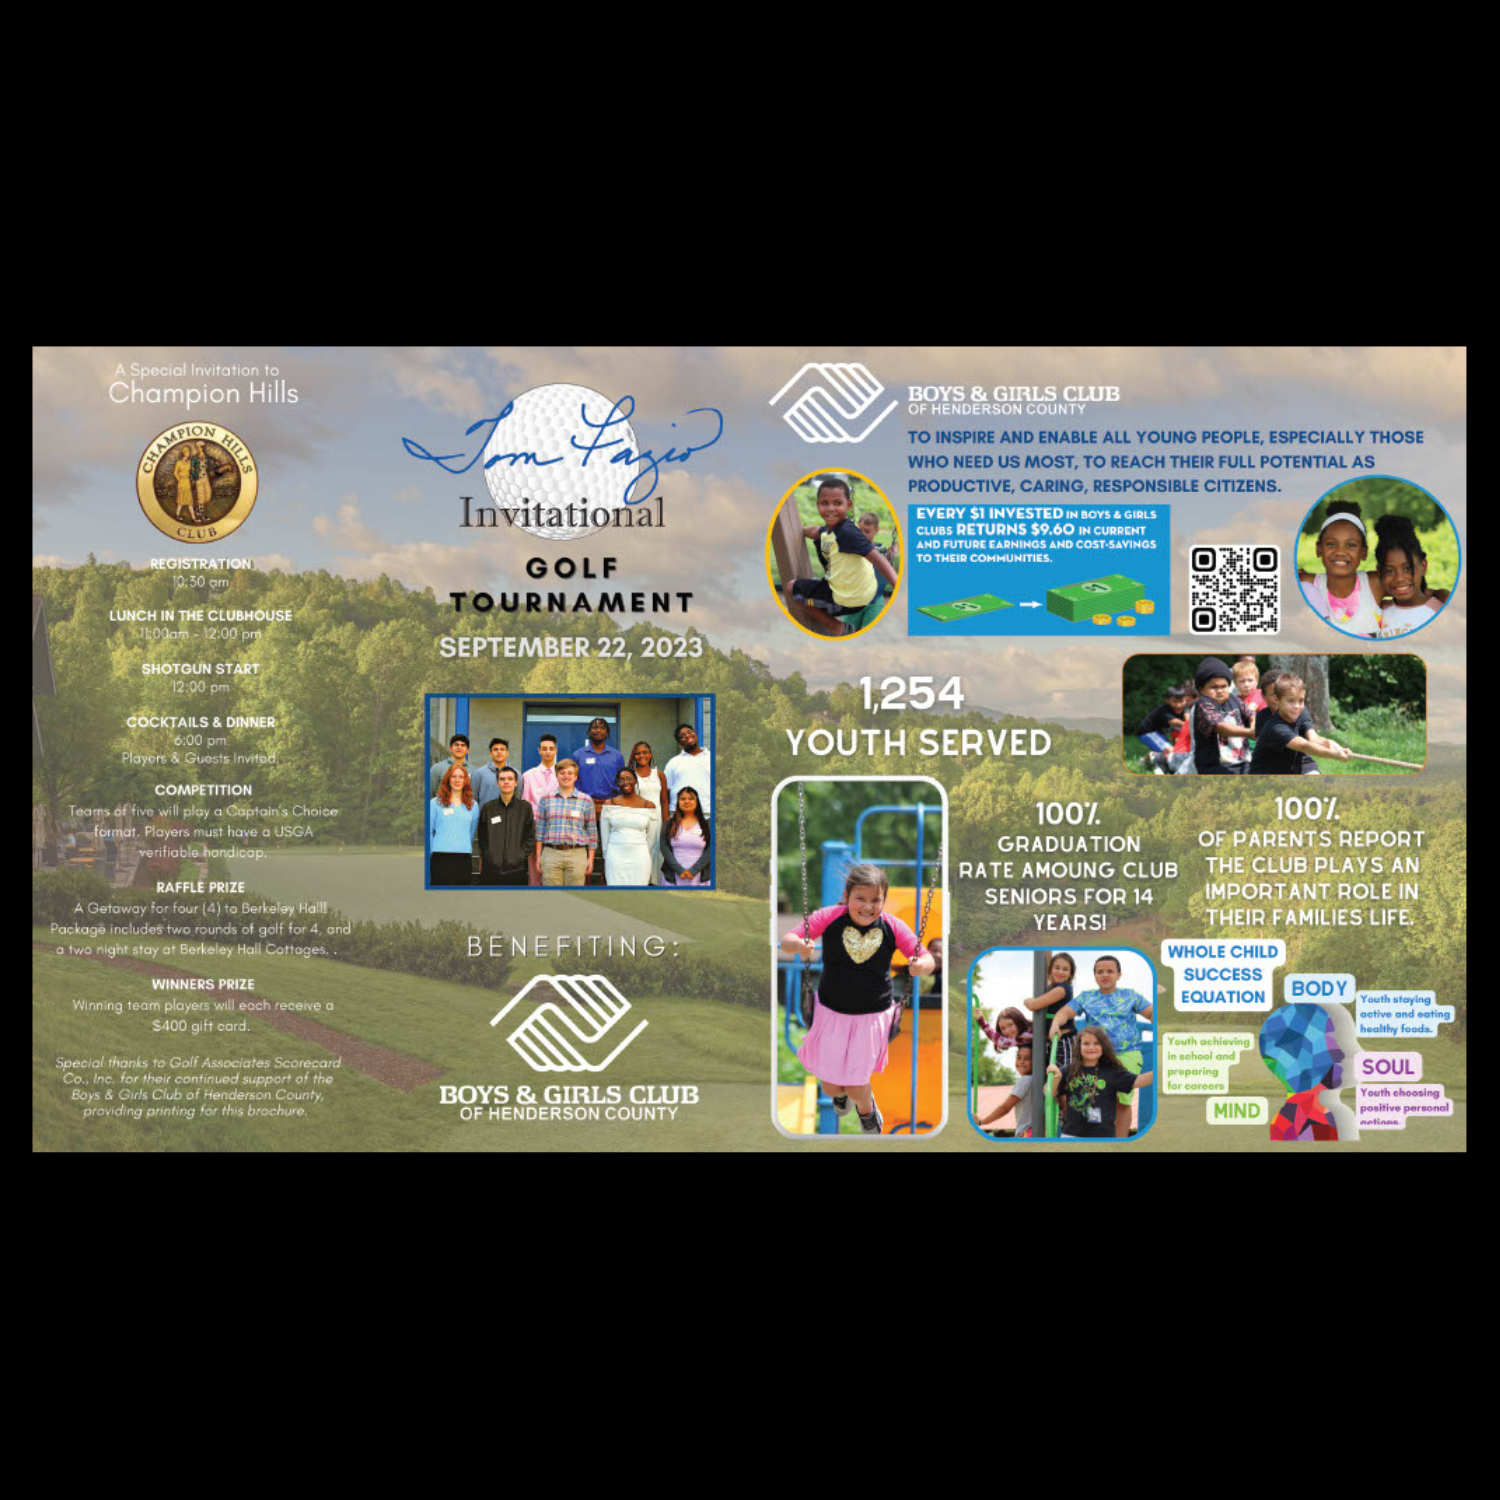 A Special Invitation to
Champion Hills
CHAMPION HILLS
CLUB
REGISTRATION
10:30 am
LUNCH IN THE CLUBHOUSE
11:00am - 12:00 pm
SHOTGUN START
12:00 pm
COCKTAILS & DINNER
6:00 pm
Players & Guests Invited
COMPETITION
Teams of five will play a Captain's Choice
format. Players must have a USGA
verifiable handicap.
RAFFLE PRIZE
A Getaway for four (4) to Berkeley Hall!
Package includes two rounds of golf for 4, and
a two night stay at Berkeley Hall Cottages. .
WINNERS PRIZE
Winning team players will each receive a
$400 gift card.
Special thanks to Golf Associates Scorecard
Co., Inc. for their continued support of the
Boys & Girls Club of Henderson County,
providing printing for this brochure.
Tom Fazio
Invitational
GOLF
TOURNAMENT
SEPTEMBER 22, 2023
BENEFITING:
BOYS & GIRLS CLUB
OF HENDERSON COUNTY
BOYS & GIRLS CLUB
OF HENDERSON COUNTY
TO INSPIRE AND ENABLE ALL YOUNG PEOPLE, ESPECIALLY THOSE
WHO NEED US MOST, TO REACH THEIR FULL POTENTIAL AS
PRODUCTIVE, CARING, RESPONSIBLE CITIZENS.
EVERY $1 INVESTED IN BOYS & GIRLS
CLUBS RETURNS $9.60 IN CURRENT
AND FUTURE EARNINGS AND COST-SAVINGS
TO THEIR COMMUNITIES.
$1
$1
1,254
YOUTH SERVED
100%
GRADUATION
RATE AMOUNG CLUB
SENIORS FOR 14
YEARS!
100%
OF PARENTS REPORT
THE CLUB PLAYS AN
IMPORTANT ROLE IN
THEIR FAMILIES LIFE.
WHOLE CHILD
SUCCESS
EQUATION
BODY
Youth staying
active and eating
healthy foods.
Youth achieving
in school and
preparing
for careers
MIND
SOUL
Youth choosing
positive personal
actions.